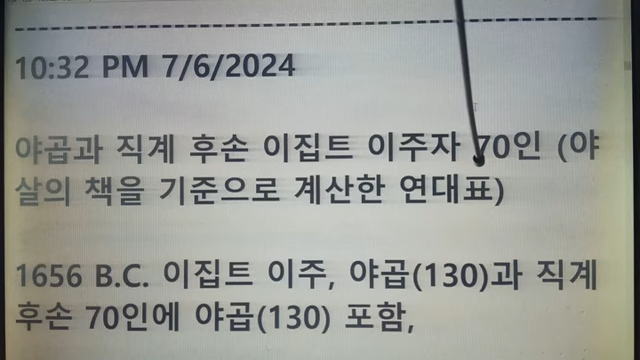 10:32 PM 7/6/2024
야곱과 직계 후손 이집트 이주자 70인 (야
살의 책을 기준으로 계산한 연대표)
1656 B.C. 이집트 이주, 야곱(130)과 직계
후손 70인에 야곱(130) 포함,